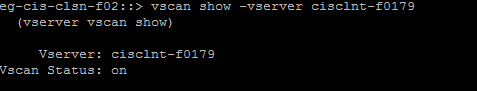 eg-cis-clsn-f02::> vscan show -vserver cisclnt-f0179
(vserver vscan show)
Vserver: cisclnt-f0179
Vscan Status: on